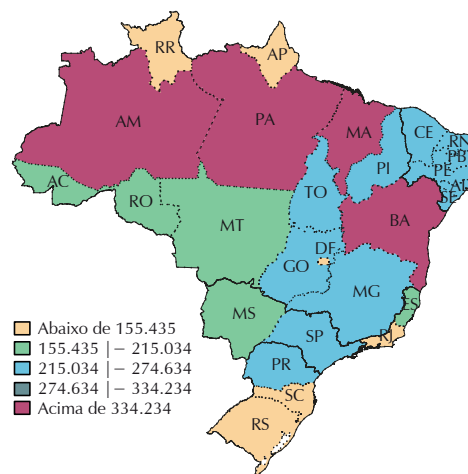 RR
AP
AM
PA
MA
CE
RN
PB
PI
PE
AL
SE
AC
RO
TO
BA
MT
DF
GO
MG
ES
MS
SP
RJ
PR
SC
RS
Abaixo de 155.435
155.435 |− 215.034
215.034 |− 274.634
274.634 |− 334.234
Acima de 334.234